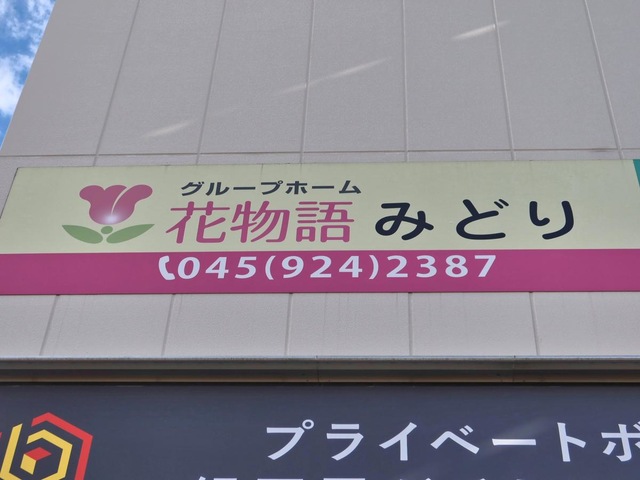 グループホーム
花物語 みどり
045(924)2387
プライベートボ